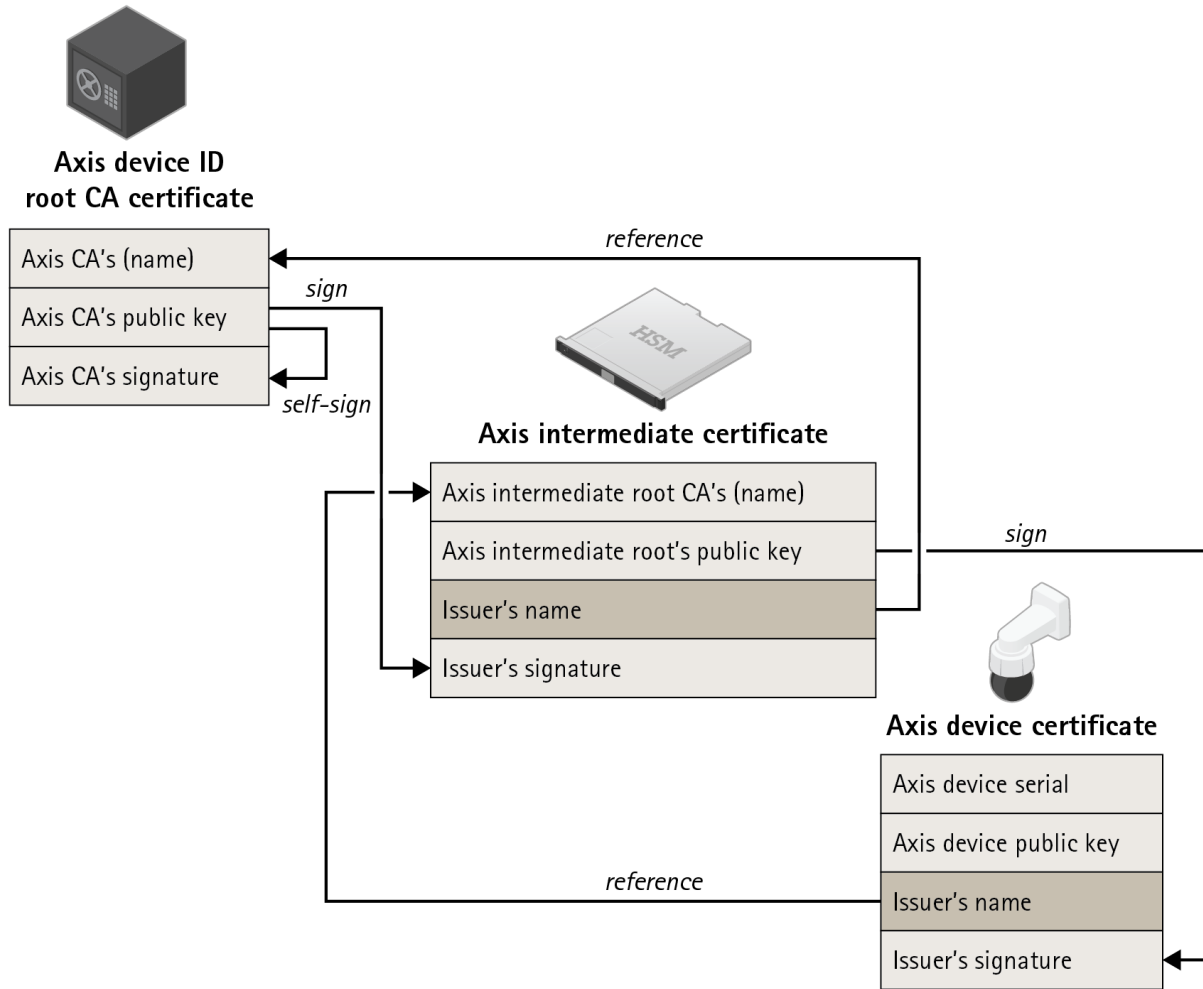 Axis device ID
root CA certificate
Axis CA's (name)
Axis CA's public key
Axis CA's signature
reference
sign
self-sign
HSM
Axis intermediate certificate
Axis intermediate root CA's (name)
Axis intermediate root's public key
Issuer's name
Issuer's signature
sign
Axis device certificate
Axis device serial
Axis device public key
Issuer's name
Issuer's signature
reference